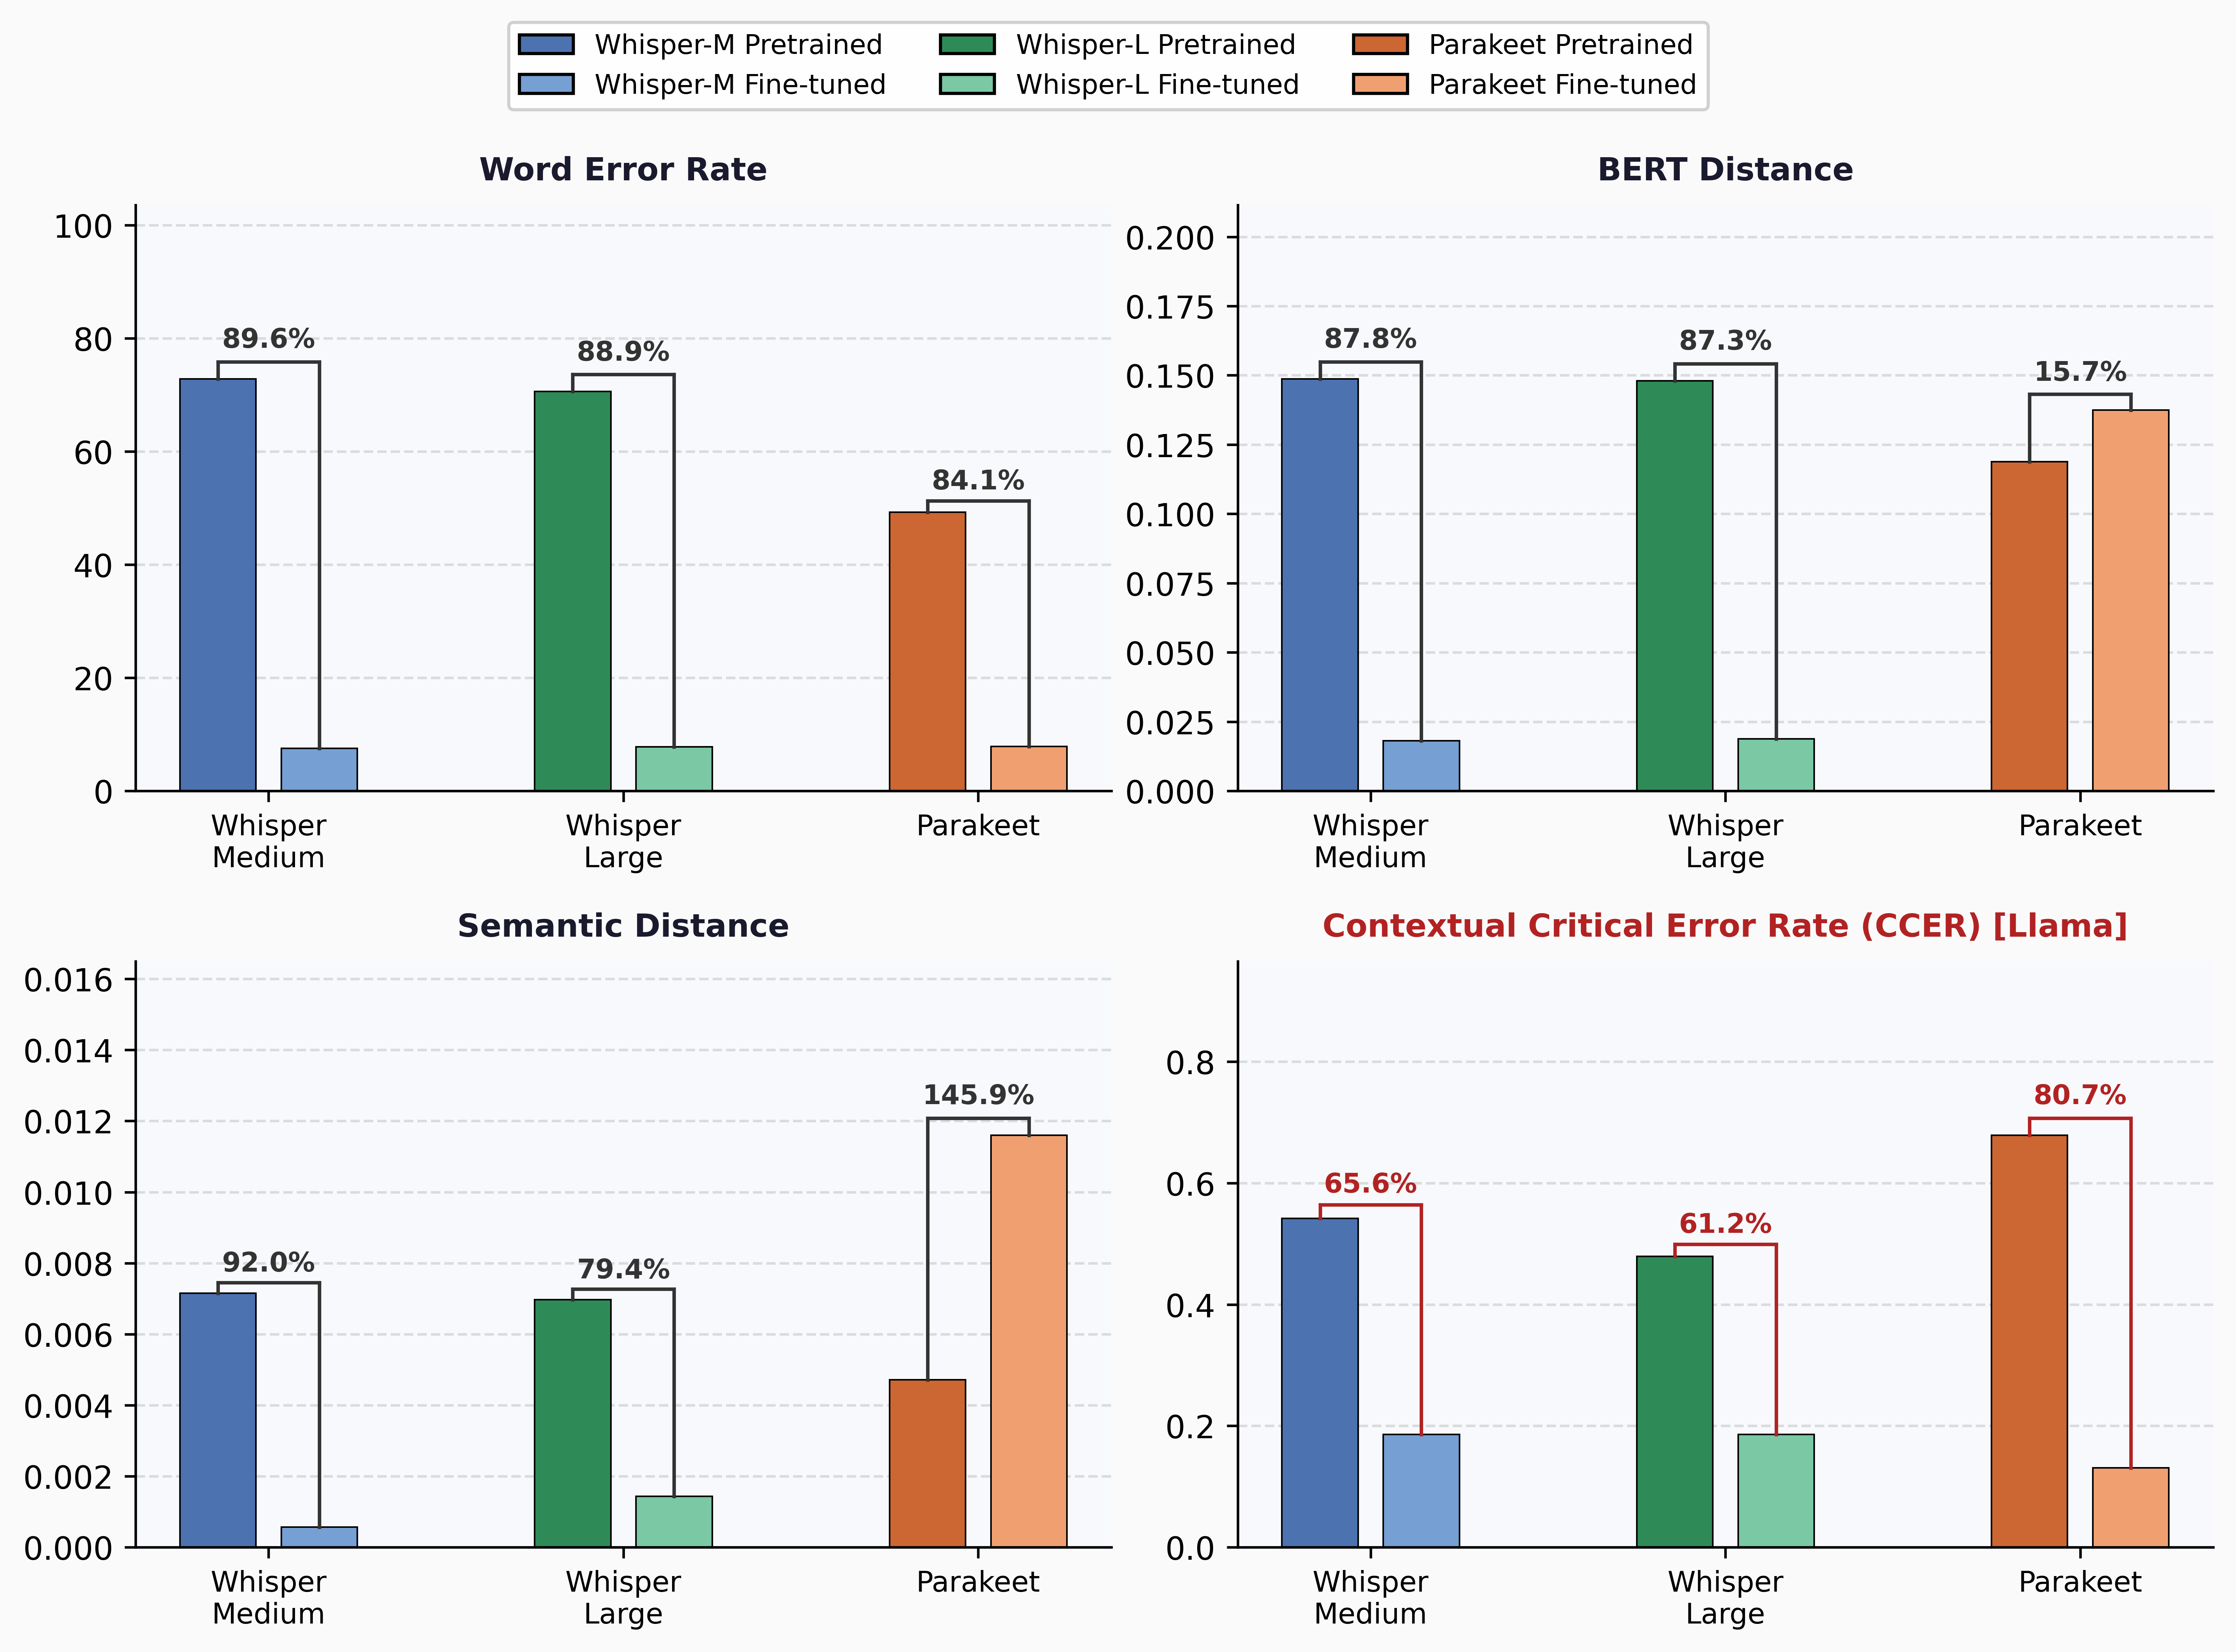 Whisper-M Pretrained
Whisper-M Fine-tuned
Whisper-L Pretrained
Whisper-L Fine-tuned
Parakeet Pretrained
Parakeet Fine-tuned
Word Error Rate
100
80
60
40
20
0
89.6%
88.9%
84.1%
Whisper
Medium
Whisper
Large
Parakeet
BERT Distance
0.200
0.175
0.150
0.125
0.100
0.075
0.050
0.025
0.000
87.8%
87.3%
15.7%
Whisper
Medium
Whisper
Large
Parakeet
Semantic Distance
0.016
0.014
0.012
0.010
0.008
0.006
0.004
0.002
0.000
92.0%
79.4%
145.9%
Whisper
Medium
Whisper
Large
Parakeet
Contextual Critical Error Rate (CCER) [Llama]
0.8
0.6
0.4
0.2
0.0
65.6%
61.2%
80.7%
Whisper
Medium
Whisper
Large
Parakeet